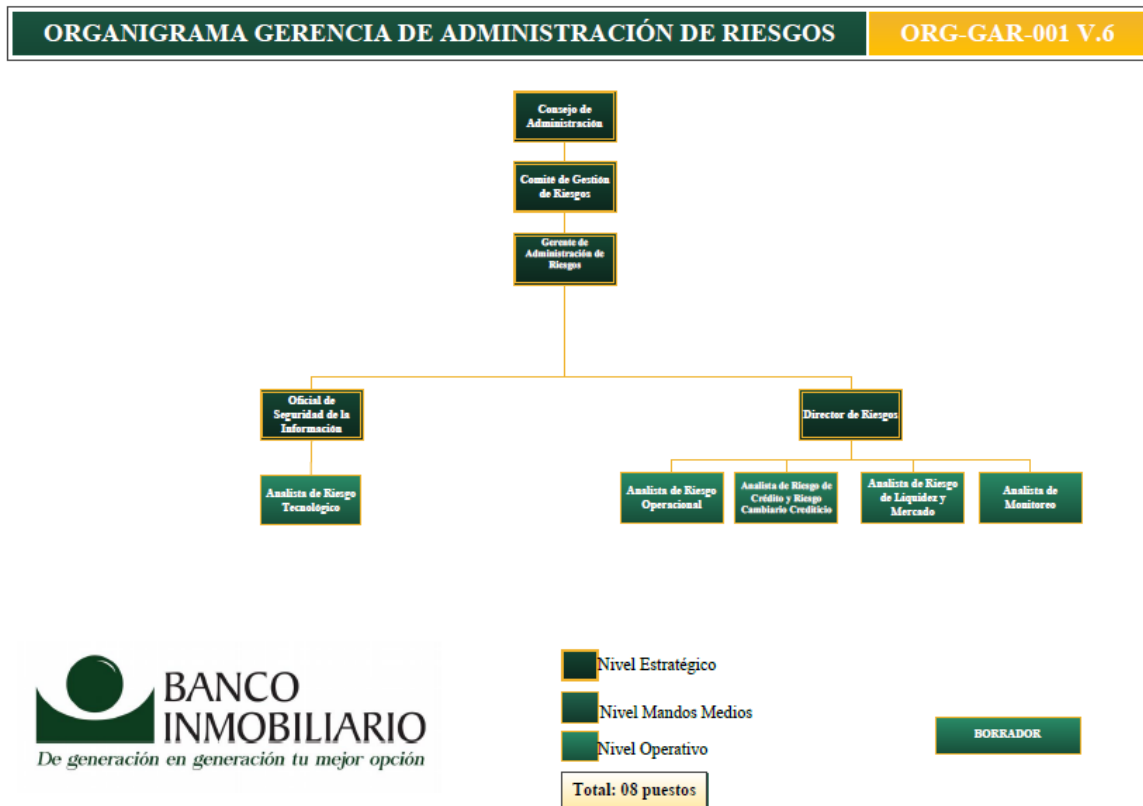 ORGANIGRAMA GERENCIA DE ADMINISTRACIÓN DE RIESGOS
ORG-GAR-001 V.6
Consejo de
Administración
Comité de Gestión
de Riesgos
Gerente de
Administración de
Riesgos
Oficial de
Seguridad de la
Información
Director de Riesgos
Analista de Riesgo
Tecnológico
Analista de Riesgo
Operacional
Analista de Riesgo de
Crédito y Riesgo
Cambiario Crediticio
Analista de Riesgo
de Liquidez y
Mercado
Analista de
Monitoreo
BANCO
INMOBILIARIO
De generación en generación tu mejor opción
Nivel Estratégico
Nivel Mandos Medios
Nivel Operativo
Total: 08 puestos
BORRADOR